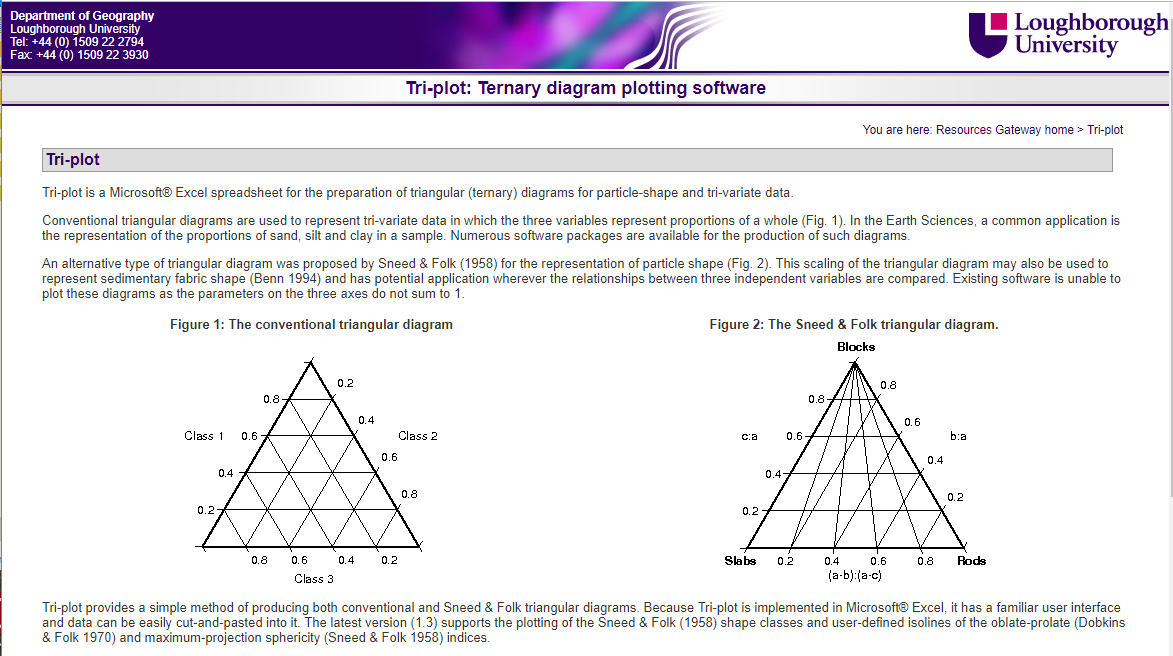 Department of Geography
Loughborough University
Tel: +44 (0) 1509 22 2794
Fax: +44 (0) 1509 22 3930
Loughborough
University
Tri-plot: Ternary diagram plotting software
You are here: Resources Gateway home > Tri-plot
Tri-plot
Tri-plot is a Microsoft® Excel spreadsheet for the preparation of triangular (ternary) diagrams for particle-shape and tri-variate data.
Conventional triangular diagrams are used to represent tri-variate data in which the three variables represent proportions of a whole (Fig. 1). In the Earth Sciences, a common application is
the representation of the proportions of sand, silt and clay in a sample. Numerous software packages are available for the production of such diagrams.
An alternative type of triangular diagram was proposed by Sneed & Folk (1958) for the representation of particle shape (Fig. 2). This scaling of the triangular diagram may also be used to
represent sedimentary fabric shape (Benn 1994) and has potential application wherever the relationships between three independent variables are compared. Existing software is unable to
plot these diagrams as the parameters on the three axes do not sum to 1.
Figure 1: The conventional triangular diagram
0.2
0.8
0.4
Class 1 0.6 Class 2
0.6
0.4
0.8
0.2
0.8 0.6 0.4 0.2
Class 3
Figure 2: The Sneed & Folk triangular diagram.
Blocks
0.8
0.8
0.6
c:a 0.6 b:a
0.4
0.4
0.2
0.2
Slabs 0.2 0.4 0.6 0.8 Rods
(a-b):(a-c)
Tri-plot provides a simple method of producing both conventional and Sneed & Folk triangular diagrams. Because Tri-plot is implemented in Microsoft® Excel, it has a familiar user interface
and data can be easily cut-and-pasted into it. The latest version (1.3) supports the plotting of the Sneed & Folk (1958) shape classes and user-defined isolines of the oblate-prolate (Dobkins
& Folk 1970) and maximum-projection sphericity (Sneed & Folk 1958) indices.